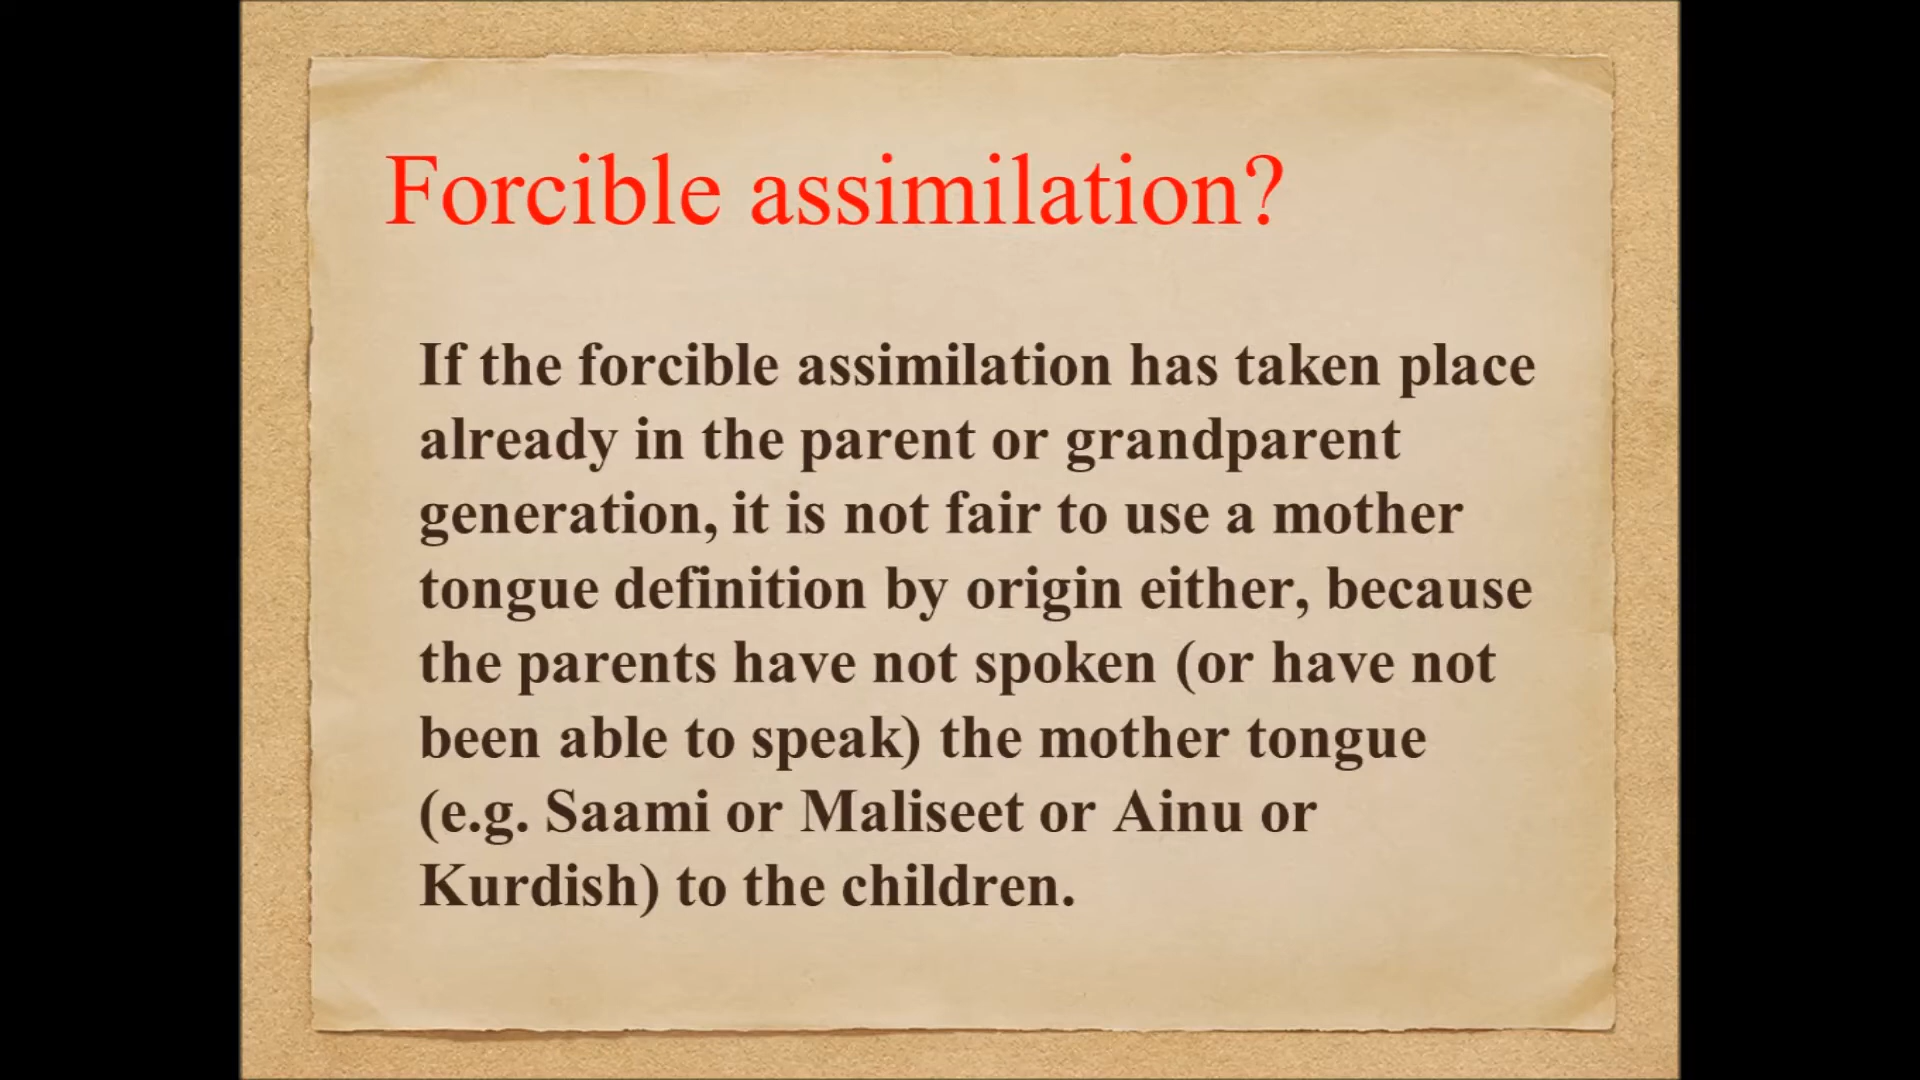 Forcible assimilation?
If the forcible assimilation has taken place
already in the parent or grandparent
generation, it is not fair to use a mother
tongue definition by origin either, because
the parents have not spoken (or have not
been able to speak) the mother tongue
(e.g. Saami or Maliseet or Ainu or
Kurdish) to the children.